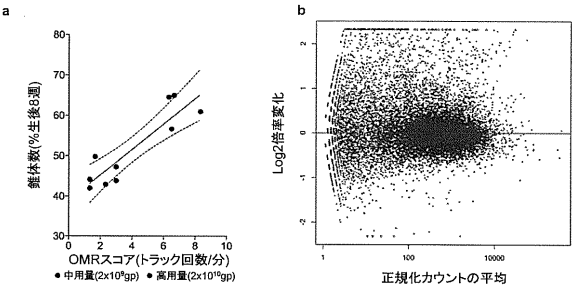 a
b
錐体数(%生後8週)
80
70
60
50
40
30
0
2
4
6
8
10
OMRスコア(トラック回数/分)
●中用量(2x10⁹gp) ●高用量(2x10¹⁰gp)
Log2倍率変化
2
1
0
-1
-2
1
100
10000
正規化カウントの平均